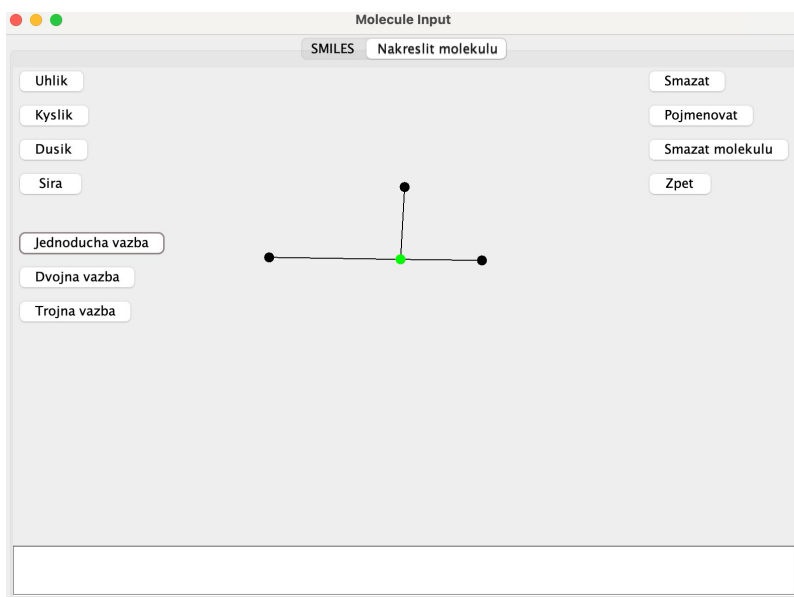 Molecule Input
SMILES Nakreslit molekulu
Uhlik
Kyslik
Dusik
Sira
Jednoducha vazba
Dvojna vazba
Trojna vazba
Smazat
Pojmenovat
Smazat molekulu
Zpet